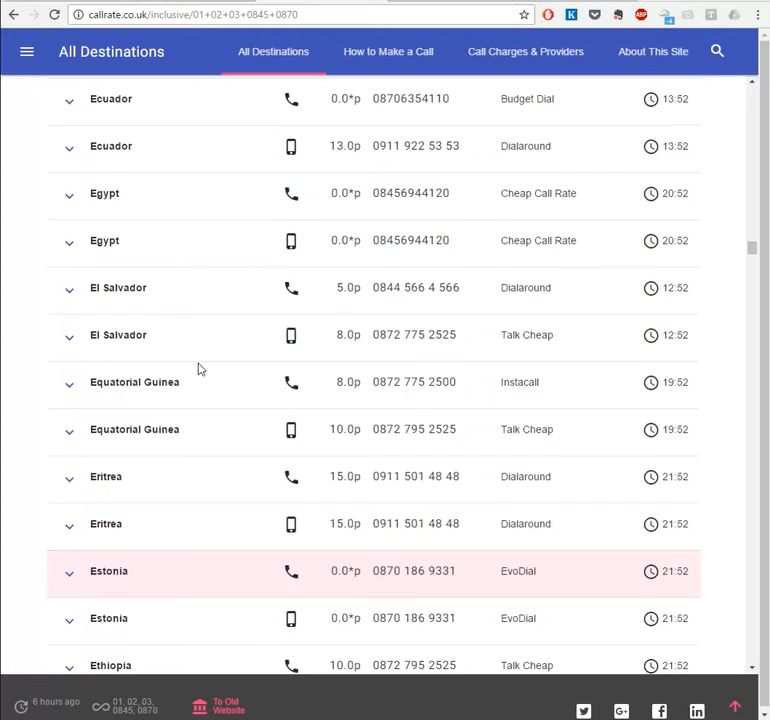 callrate.co.uk/inclusive/01+02+03+0845+0870
All Destinations All Destinations How to Make a Call Call Charges & Providers About This Site
Ecuador 0.0*p 08706354110 Budget Dial 13:52
Ecuador 13.0p 0911 922 53 53 Dialaround 13:52
Egypt 0.0*p 08456944120 Cheap Call Rate 20:52
Egypt 0.0*p 08456944120 Cheap Call Rate 20:52
El Salvador 5.0p 0844 566 4 566 Dialaround 12:52
El Salvador 8.0p 0872 775 2525 Talk Cheap 12:52
Equatorial Guinea 8.0p 0872 775 2500 Instacall 19:52
Equatorial Guinea 10.0p 0872 795 2525 Talk Cheap 19:52
Eritrea 15.0p 0911 501 48 48 Dialaround 21:52
Eritrea 15.0p 0911 501 48 48 Dialaround 21:52
Estonia 0.0*p 0870 186 9331 EvoDial 21:52
Estonia 0.0*p 0870 186 9331 EvoDial 21:52
Ethiopia 10.0p 0872 795 2525 Talk Cheap 21:52
6 hours ago
01, 02, 03,
0845, 0870
To Old
Website